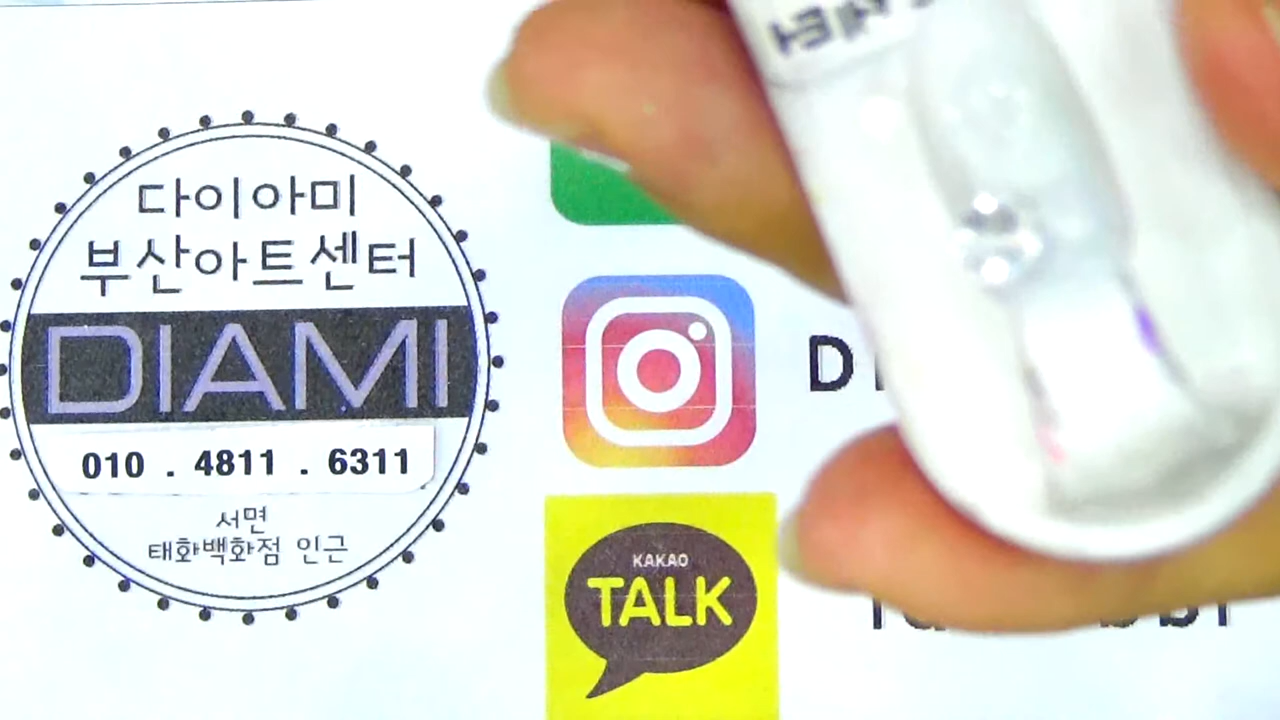 다이아미
부산아트센터
DIAMI
010 . 4811 . 6311
서면
태화백화점 인근
KAKAO
TALK